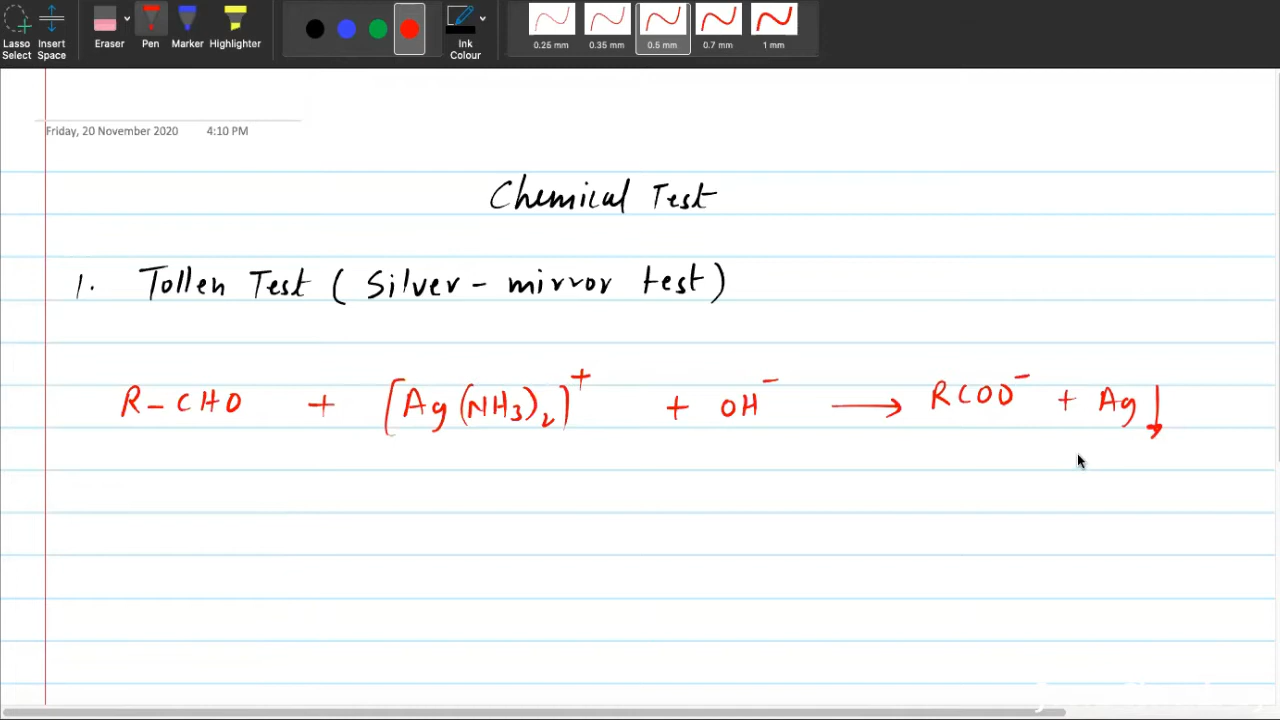 Lasso Select
Insert Space
Eraser
Pen
Marker
Highlighter
Ink Colour
0.25 mm
0.35 mm
0.5 mm
0.7 mm
1 mm
Friday, 20 November 2020 4:10 PM
Chemical Test
1. Tollen Test ( Silver - mirror test )
R - CHO + [Ag(NH3)2]+ + OH- → RCOO- + Ag↓